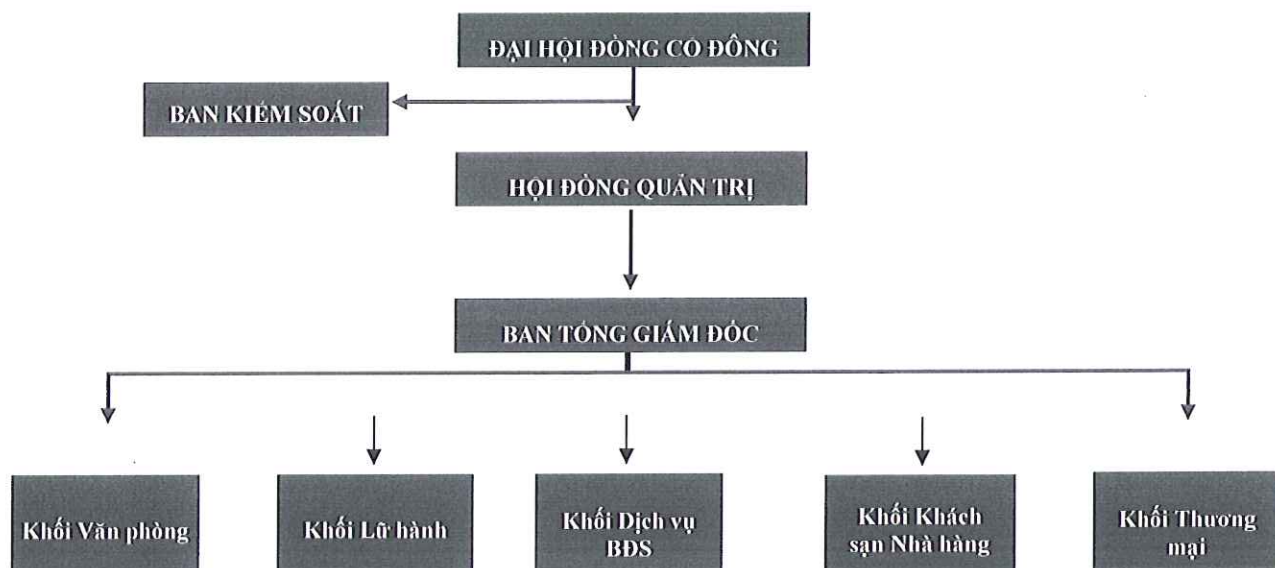 ĐẠI HỘI ĐỒNG CỔ ĐÔNG
BAN KIỂM SOÁT
HỘI ĐỒNG QUẢN TRỊ
BAN TỔNG GIÁM ĐỐC
Khối Văn phòng
Khối Lữ hành
Khối Dịch vụ
BĐS
Khối Khách
sạn Nhà hàng
Khối Thương
mại